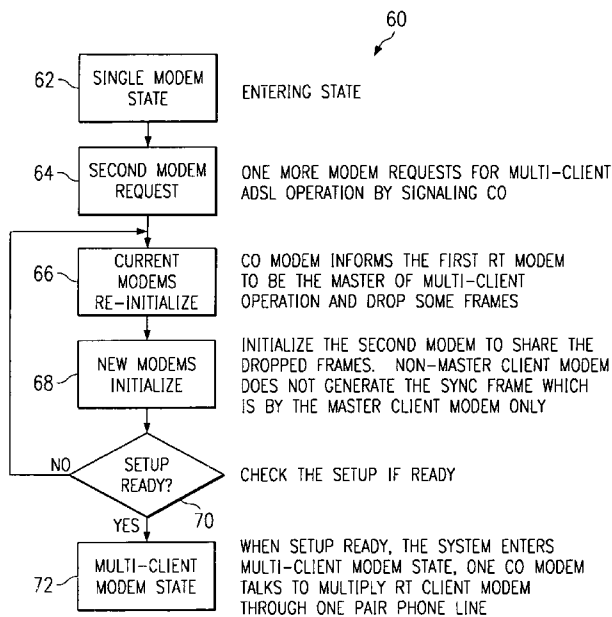 60
62
SINGLE MODEM
STATE
ENTERING STATE
64
SECOND MODEM
REQUEST
ONE MORE MODEM REQUESTS FOR MULTI-CLIENT
ADSL OPERATION BY SIGNALING CO
66
CURRENT
MODEMS
RE-INITIALIZE
CO MODEM INFORMS THE FIRST RT MODEM
TO BE THE MASTER OF MULTI-CLIENT
OPERATION AND DROP SOME FRAMES
68
NEW MODEMS
INITIALIZE
INITIALIZE THE SECOND MODEM TO SHARE THE
DROPPED FRAMES. NON-MASTER CLIENT MODEM
DOES NOT GENERATE THE SYNC FRAME WHICH
IS BY THE MASTER CLIENT MODEM ONLY
NO
SETUP
READY?
CHECK THE SETUP IF READY
70
YES
72
MULTI-CLIENT
MODEM STATE
WHEN SETUP READY, THE SYSTEM ENTERS
MULTI-CLIENT MODEM STATE, ONE CO MODEM
TALKS TO MULTIPLY RT CLIENT MODEM
THROUGH ONE PAIR PHONE LINE